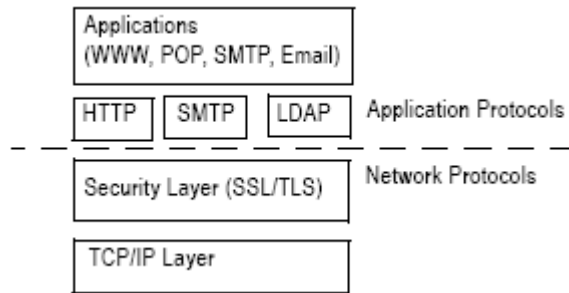 Applications
(WWW, POP, SMTP, Email)
HTTP SMTP LDAP Application Protocols
Security Layer (SSL/TLS) Network Protocols
TCP/IP Layer